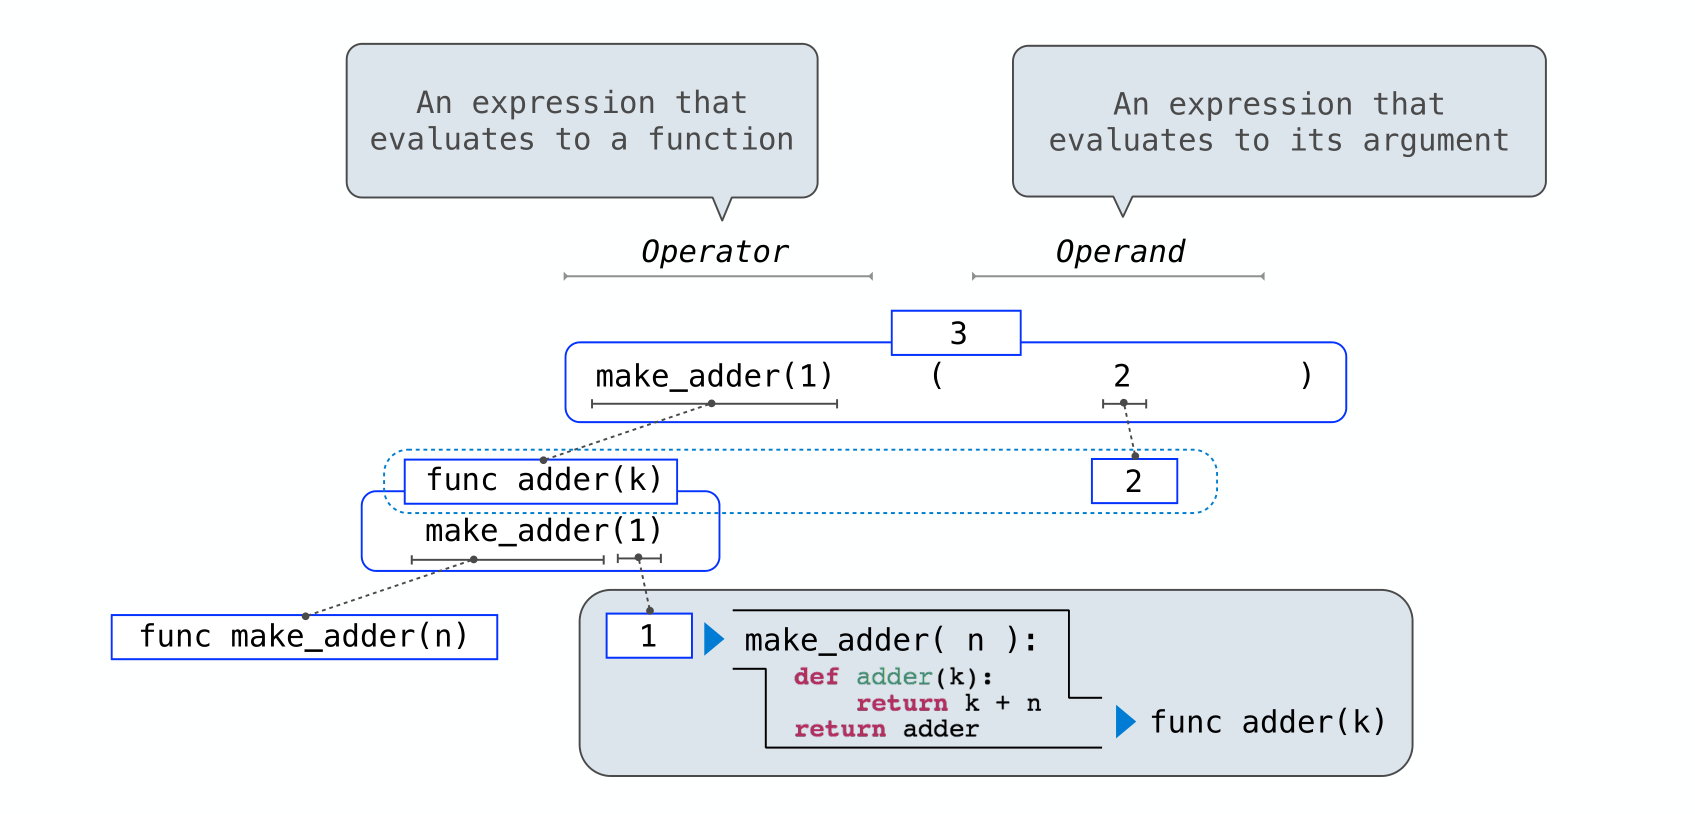 An expression that
evaluates to a function
An expression that
evaluates to its argument
Operator
Operand
3
make_adder(1) ( 2 )
func adder(k)
2
make_adder(1)
func make_adder(n)
1
make_adder( n ):
def adder(k):
return k + n
return adder
func adder(k)